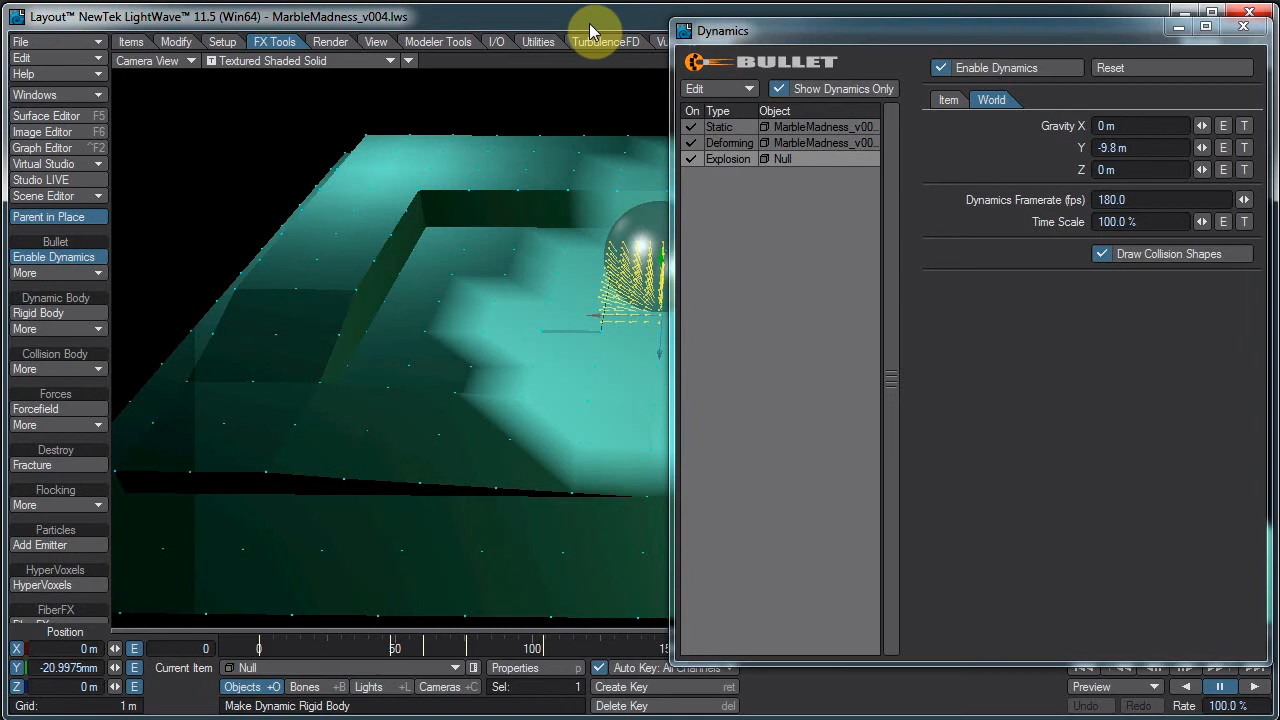 Layout™ NewTek LightWave™ 11.5 (Win64) - MarbleMadness_v004.lws
Items Modify Setup FX Tools Render View Modeler Tools I/O Utilities TurbulenceFD
Camera View Textured Shaded Solid
File
Edit
Help
Windows
Surface Editor F5
Image Editor F6
Graph Editor ^F2
Virtual Studio
Studio LIVE
Scene Editor
Parent in Place
Bullet
Enable Dynamics
More
Dynamic Body
Rigid Body
More
Collision Body
More
Forces
Forcefield
More
Destroy
Fracture
Flocking
More
Particles
Add Emitter
HyperVoxels
HyperVoxels
FiberFX
Position
X 0 m E
Y -20.9975mm E
Z 0 m E
Grid: 1 m
Dynamics
BULLET
Edit Show Dynamics Only
On Type Object
Static MarbleMadness_v00...
Deforming MarbleMadness_v00...
Explosion Null
Enable Dynamics Reset
Item World
Gravity X 0 m E T
Y -9.8 m E T
Z 0 m E T
Dynamics Framerate (fps) 180.0
Time Scale 100.0 % E T
Draw Collision Shapes
0 0 50 100
Current Item Null Properties p Auto Key: All Channels
Objects +O Bones +B Lights +L Cameras +C Sel: 1 Create Key ret
Make Dynamic Rigid Body Delete Key del
Preview
Undo Redo Rate 100.0 %